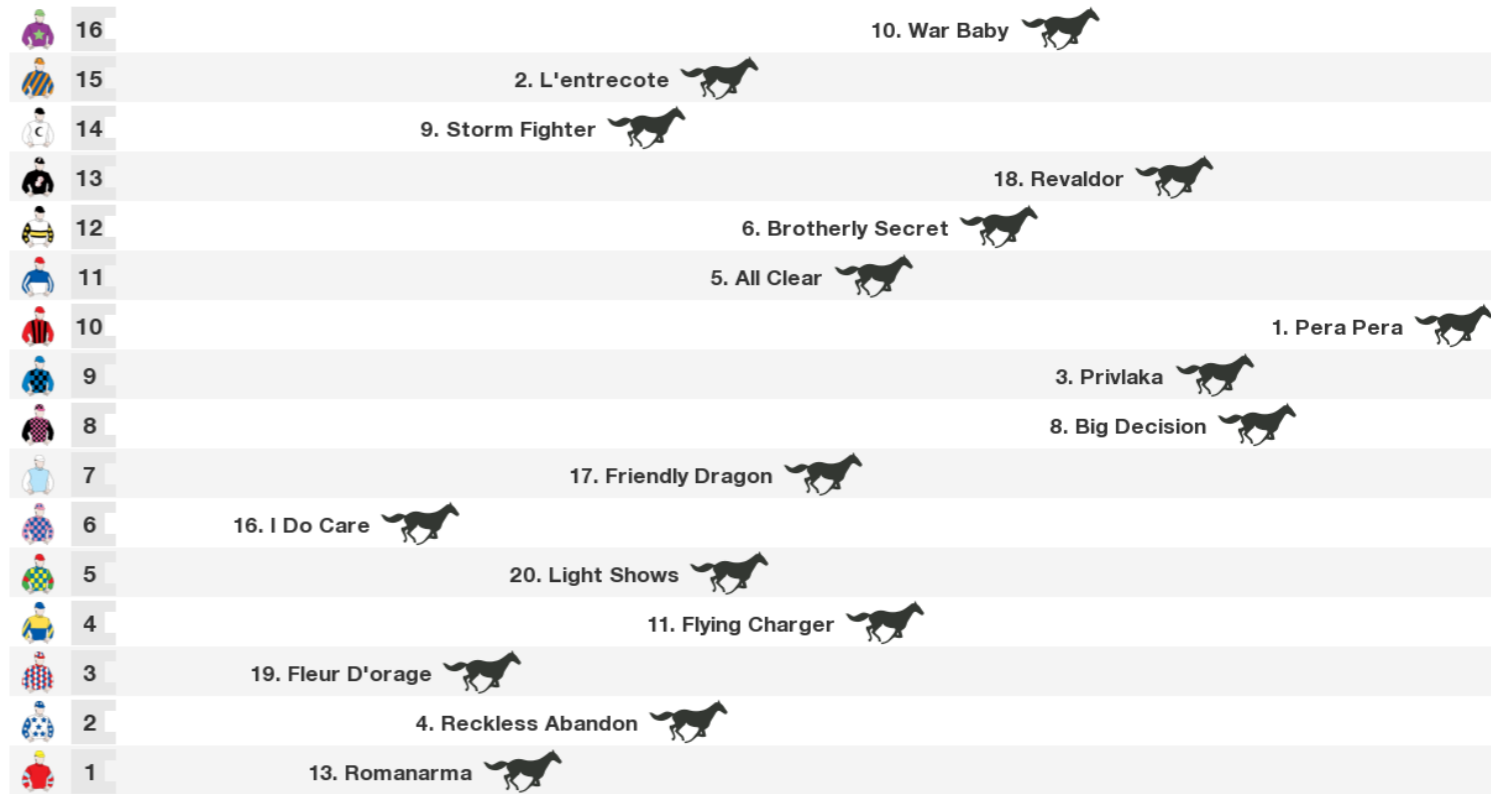 16 10. War Baby
15 2. L'entrecote
C 14 9. Storm Fighter
13 18. Revaldor
12 6. Brotherly Secret
11 5. All Clear
10 1. Pera Pera
9 3. Privlaka
8 8. Big Decision
7 17. Friendly Dragon
6 16. I Do Care
5 20. Light Shows
4 11. Flying Charger
3 19. Fleur D'orage
2 4. Reckless Abandon
1 13. Romanarma